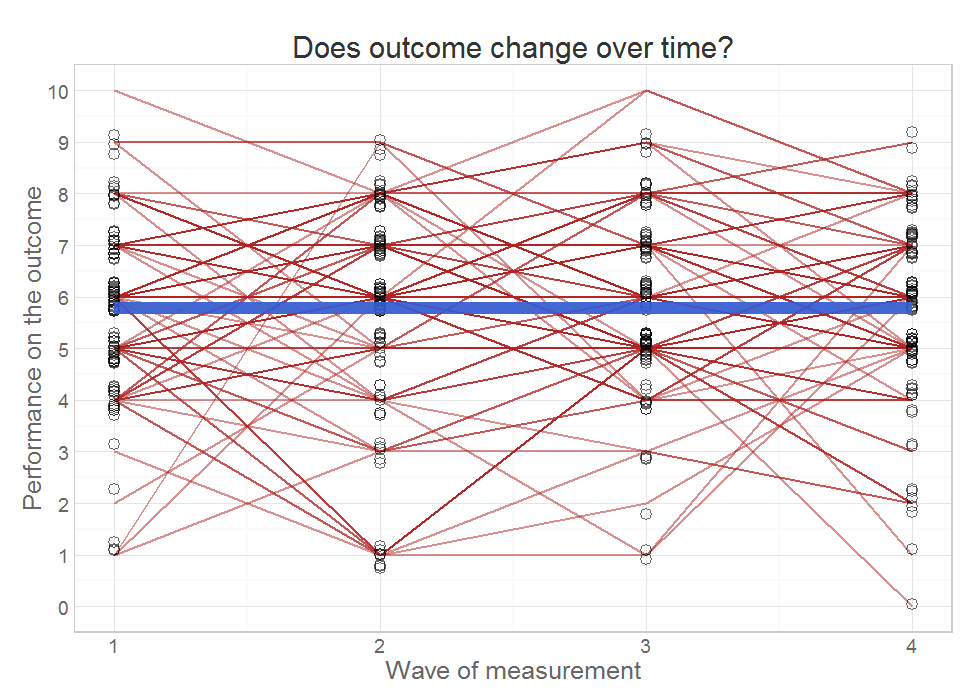 Does outcome change over time?
Performance on the outcome
10
9
8
7
6
5
4
3
2
1
0
1 2 3 4
Wave of measurement